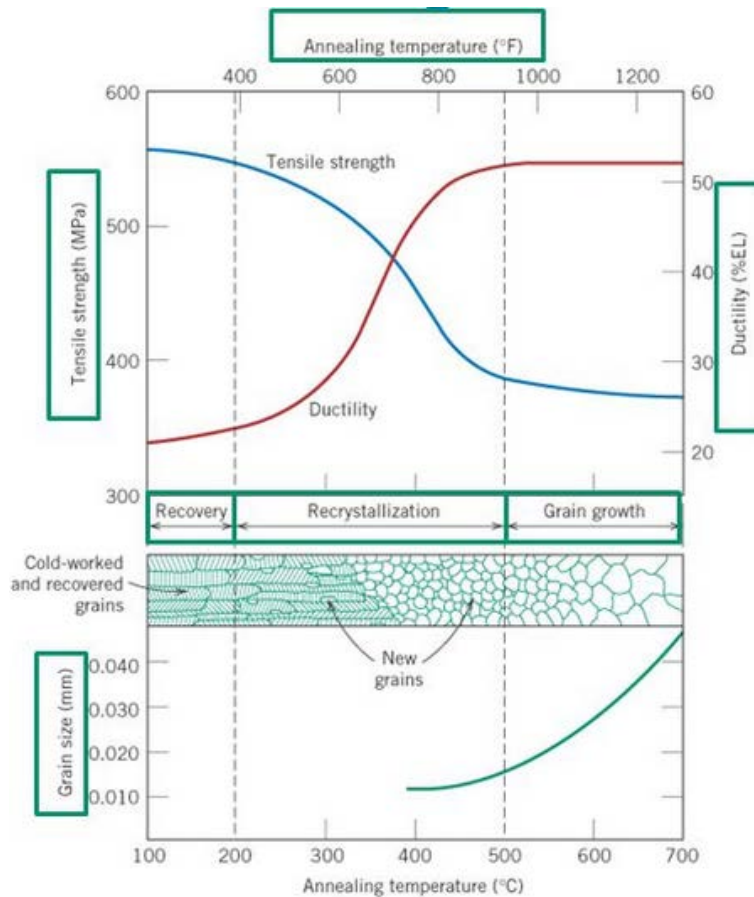 Annealing temperature (°F)
400 600 800 1000 1200
600 60
Tensile strength
50
500
Tensile strength (MPa)
40
Ductility (%EL)
400 30
Ductility
20
300
Recovery Recrystallization Grain growth
Cold-worked
and recovered
grains
New
grains
0.040
0.030
Grain size (mm)
0.020
0.010
100 200 300 400 500 600 700
Annealing temperature (°C)